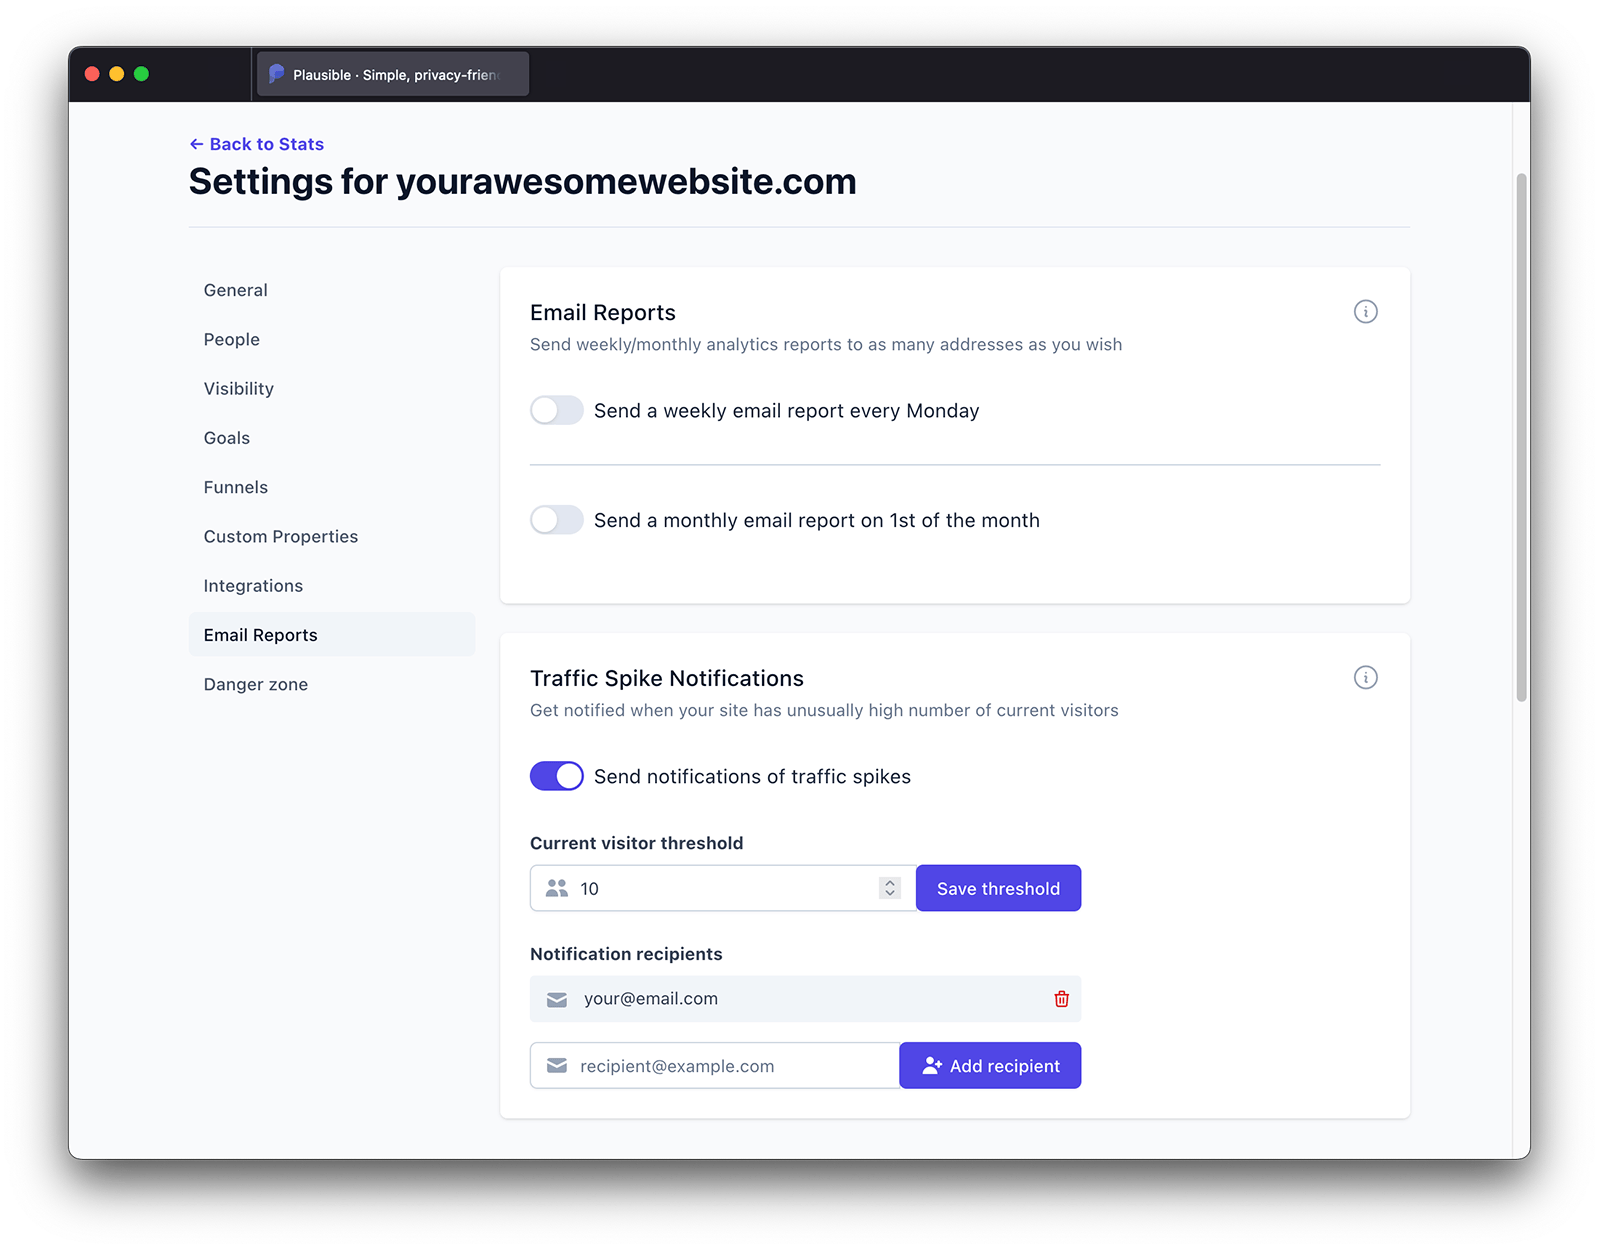 Plausible · Simple, privacy-frien
← Back to Stats
Settings for yourawesomewebsite.com
General
People
Visibility
Goals
Funnels
Custom Properties
Integrations
Email Reports
Danger zone
Email Reports
Send weekly/monthly analytics reports to as many addresses as you wish
Send a weekly email report every Monday
Send a monthly email report on 1st of the month
Traffic Spike Notifications
Get notified when your site has unusually high number of current visitors
Send notifications of traffic spikes
Current visitor threshold
10
Save threshold
Notification recipients
your@email.com
recipient@example.com
Add recipient